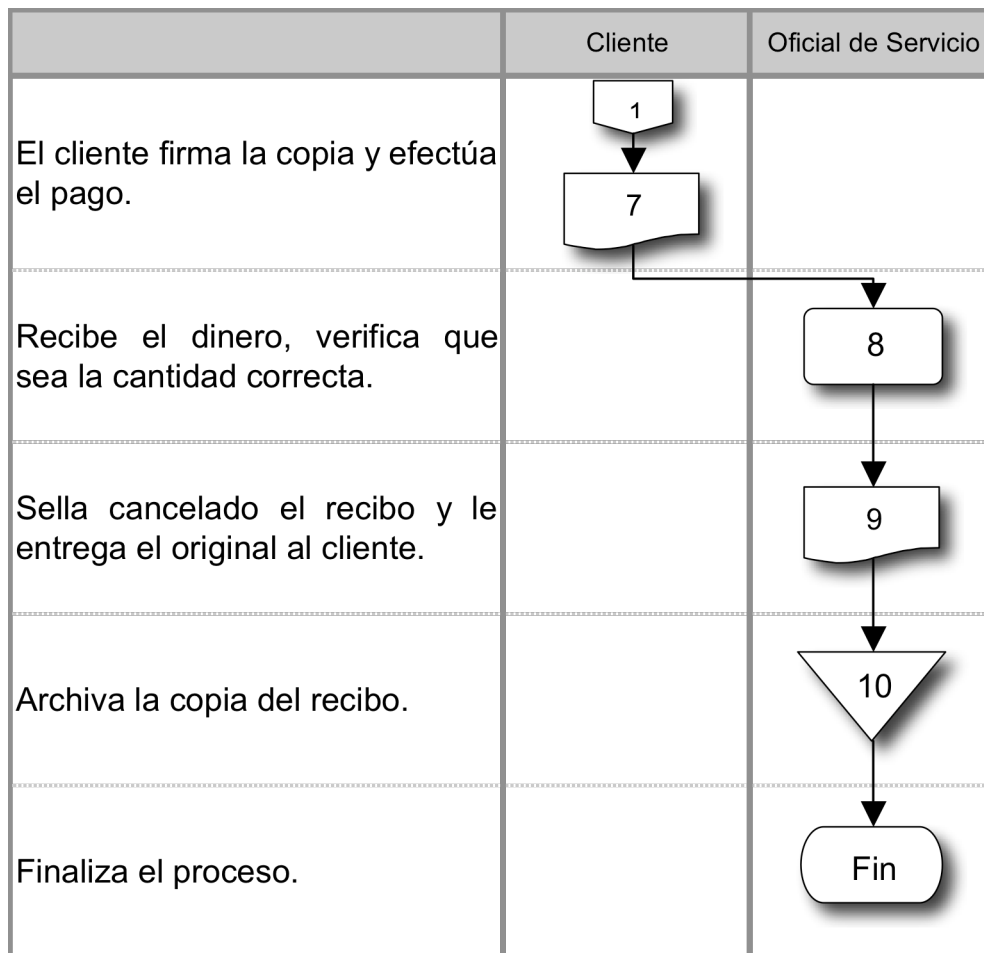 Cliente
Oficial de Servicio
El cliente firma la copia y efectúa
el pago.
1
7
Recibe el dinero, verifica que
sea la cantidad correcta.
8
Sella cancelado el recibo y le
entrega el original al cliente.
9
Archiva la copia del recibo.
10
Finaliza el proceso.
Fin